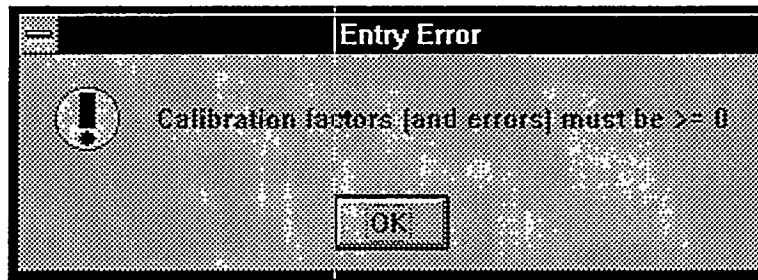 Entry Error
Calibration factors (and errors) must be >= 0
OK